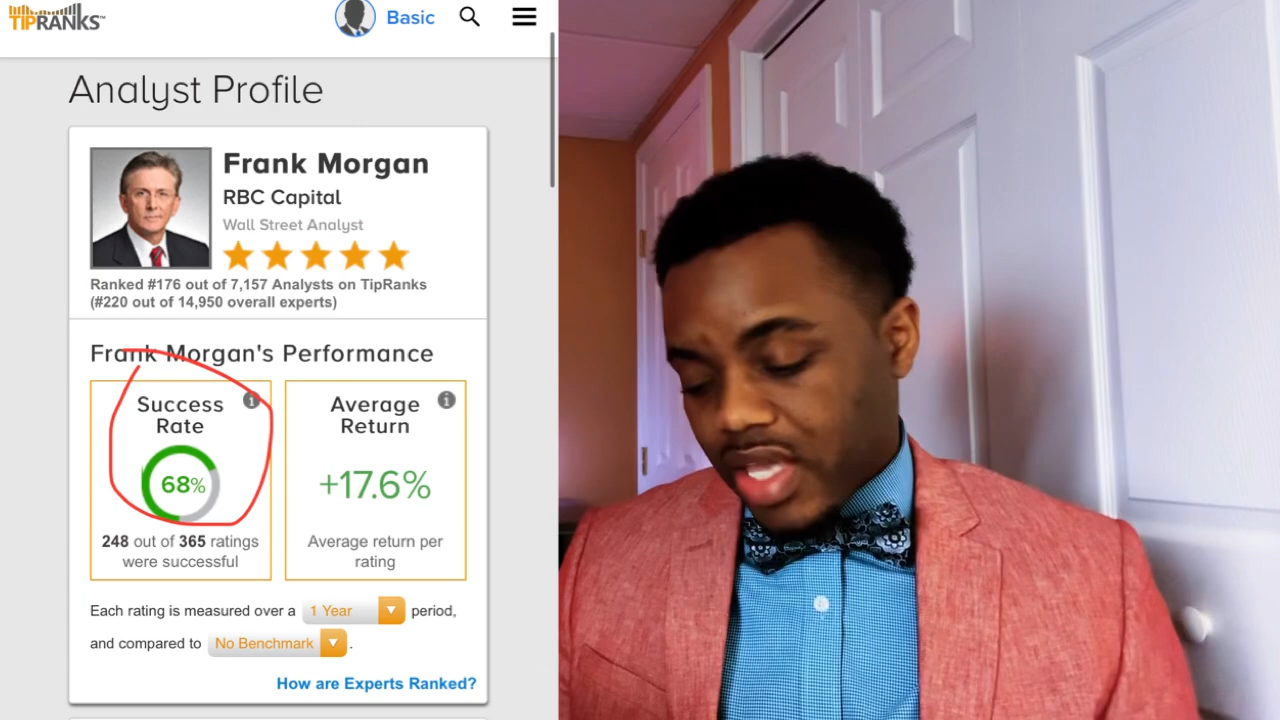 TIPRANKS™
Basic
Analyst Profile
Frank Morgan
RBC Capital
Wall Street Analyst
Ranked #176 out of 7,157 Analysts on TipRanks
(#220 out of 14,950 overall experts)
Frank Morgan's Performance
Success
Rate
68%
248 out of 365 ratings
were successful
Average
Return
+17.6%
Average return per
rating
Each rating is measured over a 1 Year period,
and compared to No Benchmark.
How are Experts Ranked?